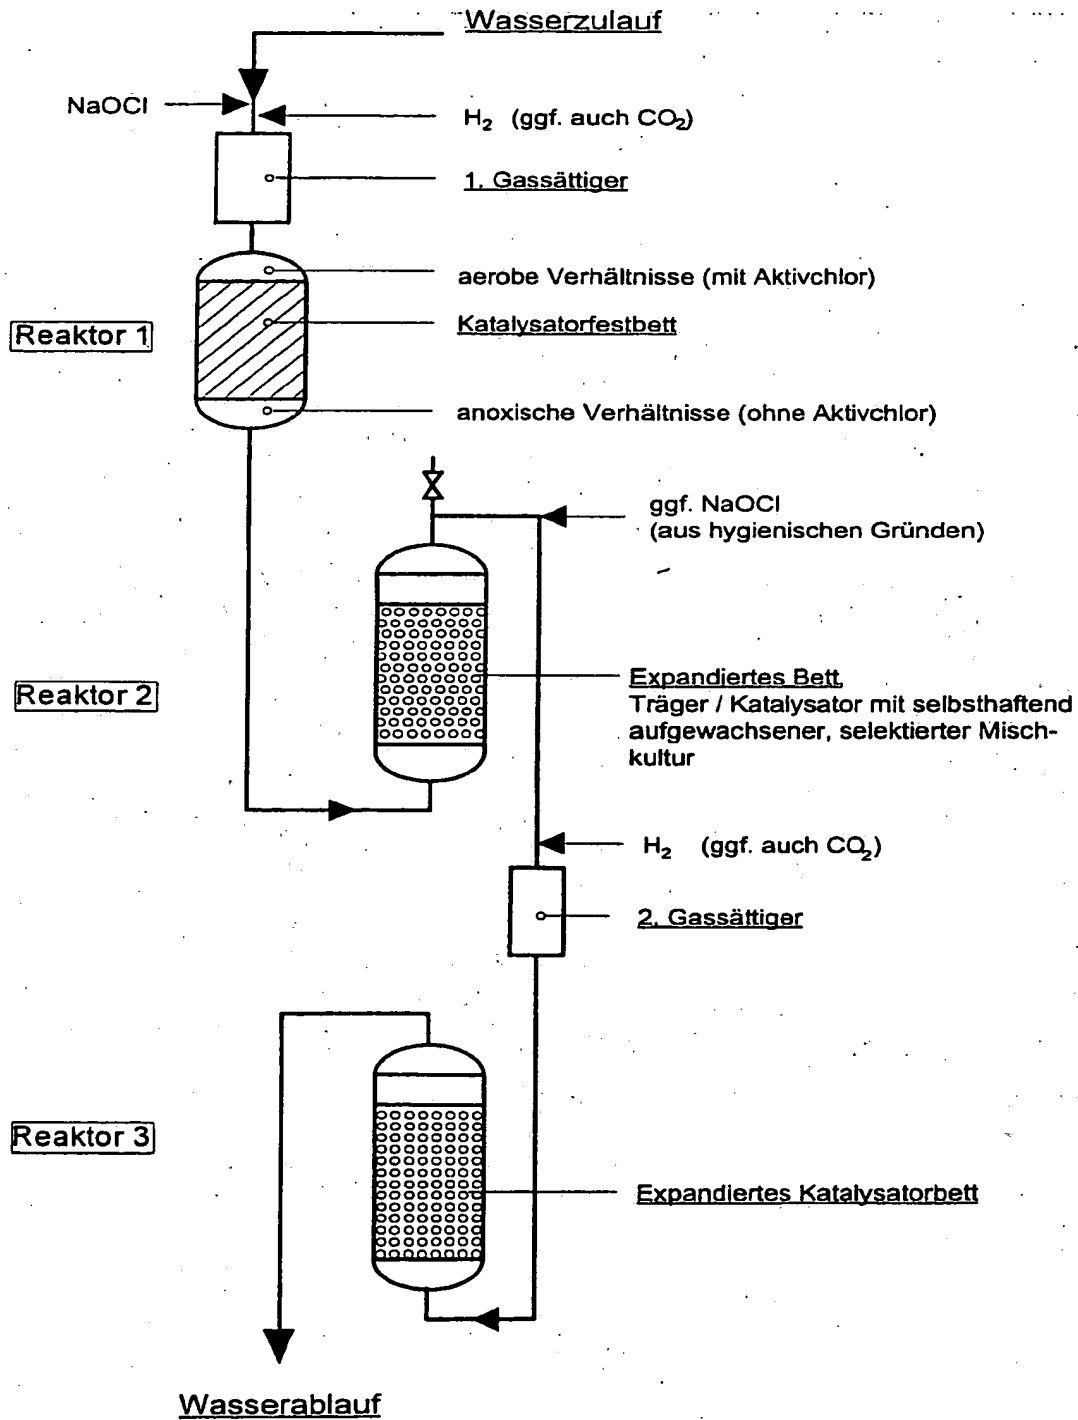 Wasserzulauf
NaOCl
H₂ (ggf. auch CO₂)
1. Gassättiger
aerobe Verhältnisse (mit Aktivchlor)
Reaktor 1
Katalysatorfestbett
anoxische Verhältnisse (ohne Aktivchlor)
ggf. NaOCl
(aus hygienischen Gründen)
Reaktor 2
Expandiertes Bett
Träger / Katalysator mit selbsthaftend
aufgewachsener, selektierter Misch-
kultur
H₂ (ggf. auch CO₂)
2. Gassättiger
Reaktor 3
Expandiertes Katalysatorbett
Wasserablauf